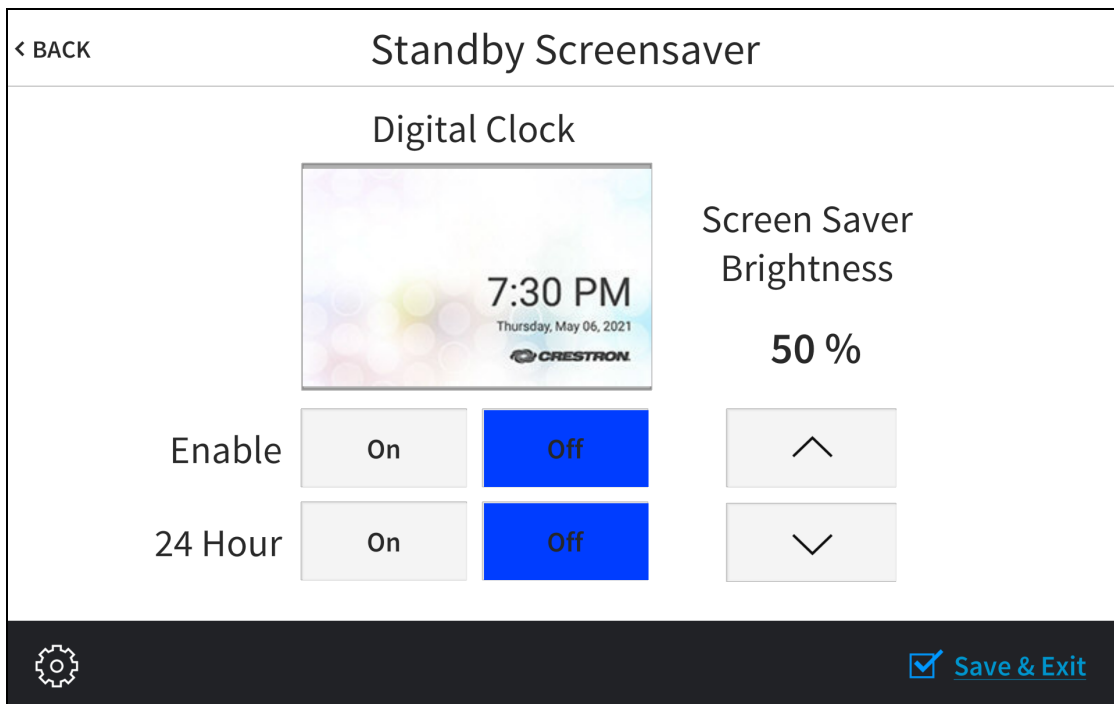 < BACK
Standby Screensaver
Digital Clock
7:30 PM
Thursday, May 06, 2021
CRESTRON
Screen Saver
Brightness
50 %
Enable
On
Off
24 Hour
On
Off
Save & Exit